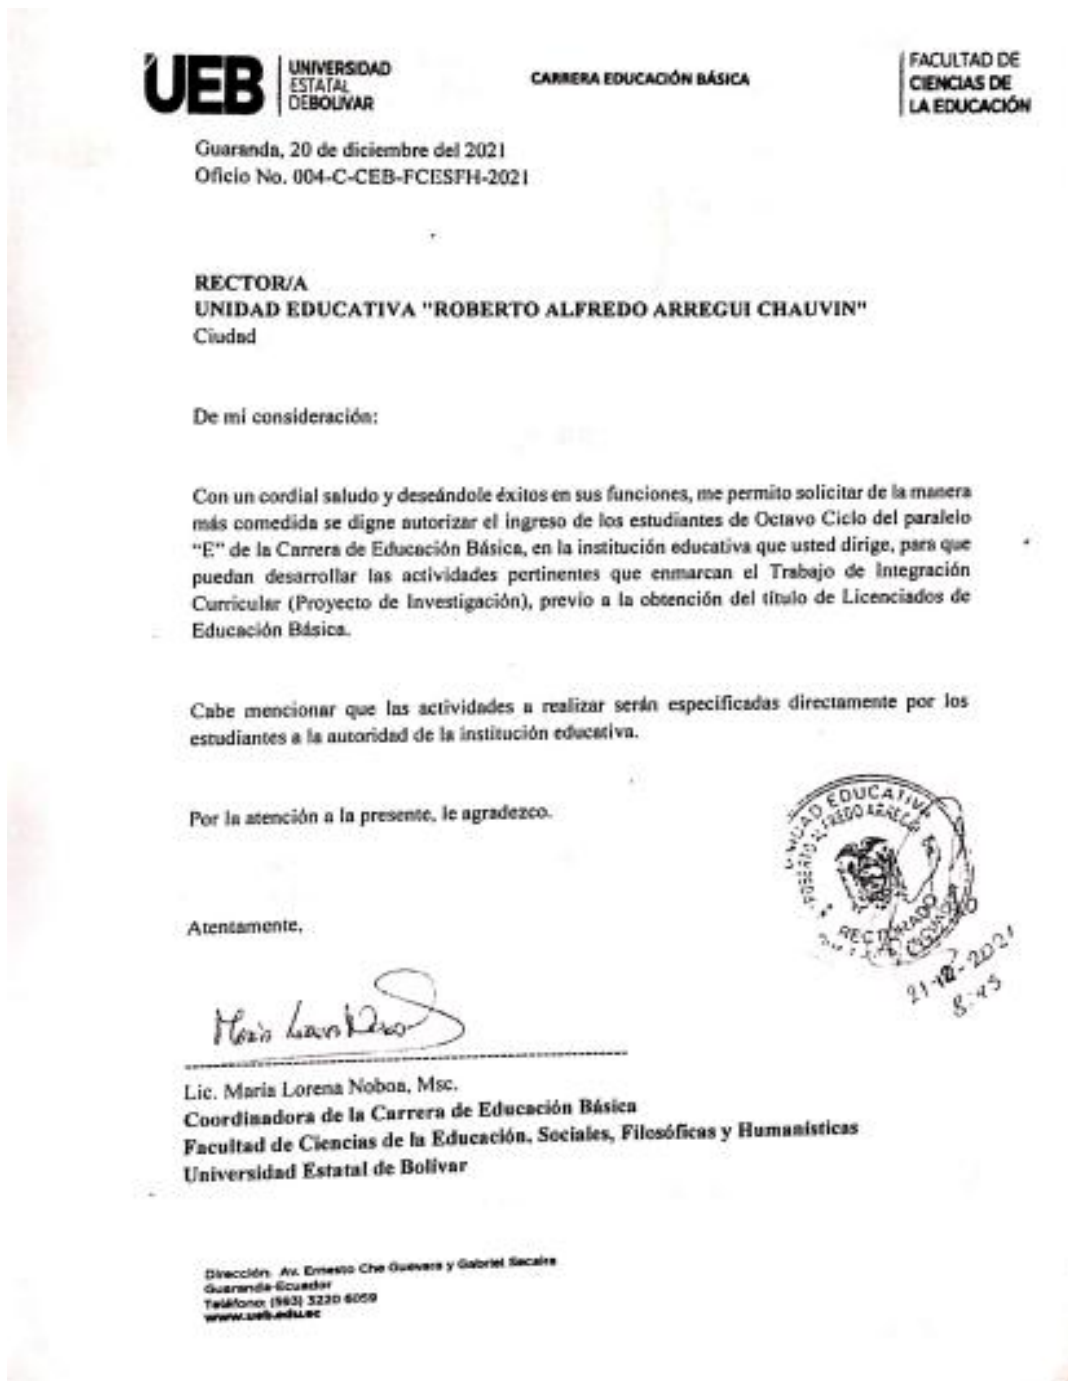 UEB UNIVERSIDAD
ESTATAL
DEBOLIVAR
CARRERA EDUCACIÓN BÁSICA
FACULTAD DE
CIENCIAS DE
LA EDUCACIÓN
Guaranda, 20 de diciembre del 2021
Oficio No. 004-C-CEB-FCESFH-2021
RECTOR/A
UNIDAD EDUCATIVA "ROBERTO ALFREDO ARREGUI CHAUVIN"
Ciudad
De mi consideración:
Con un cordial saludo y deseándole éxitos en sus funciones, me permito solicitar de la manera
más comedida se digne autorizar el ingreso de los estudiantes de Octavo Ciclo del paralelo
“E” de la Carrera de Educación Básica, en la institución educativa que usted dirige, para que
puedan desarrollar las actividades pertinentes que enmarcan el Trabajo de Integración
Curricular (Proyecto de Investigación), previo a la obtención del título de Licenciados de
Educación Básica.
Cabe mencionar que las actividades a realizar serán especificadas directamente por los
estudiantes a la autoridad de la institución educativa.
Por la atención a la presente, le agradezco.
UNIDAD EDUCATIVA
ROBERTO ALFREDO ARREGUI
RECTORADO
21-12-2021
8:45
Atentamente,
Lic. Maria Lorena Noboa, Msc.
Coordinadora de la Carrera de Educación Básica
Facultad de Ciencias de la Educación, Sociales, Filosóficas y Humanísticas
Universidad Estatal de Bolívar
Dirección: Av. Ernesto Che Guevara y Gabriel Secaira
Guaranda-Ecuador
Teléfono: (593) 3220 6059
www.ueb.edu.ec